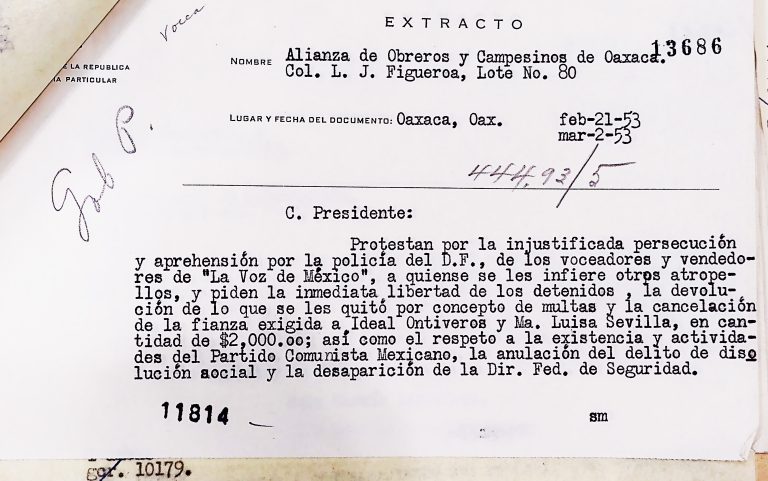 EXTRACTO
13686
LA REPUBLICA
PARTICULAR
NOMBRE Alianza de Obreros y Campesinos de Oaxaca.
Col. L. J. Figueroa, Lote No. 80
LUGAR Y FECHA DEL DOCUMENTO: Oaxaca, Oax. feb-21-53
mar-2-53
444.93/5
Gob P.
C. Presidente:
Protestan por la injustificada persecución
y aprehensión por la policía del D.F., de los voceadores y vendedo-
res de "La Voz de México", a quiense se les infiere otros atrope-
llos, y piden la inmediata libertad de los detenidos , la devolu-
ción de lo que se les quitó por concepto de multas y la cancelación
de la fianza exigida a Ideal Ontiveros y Ma. Luisa Sevilla, en can-
tidad de $2,000.oo; así como el respeto a la existencia y activida-
des del Partido Comunista Mexicano, la anulación del delito de diso
lución aocial y la desaparición de la Dir. Fed. de Seguridad.
11814
sm
ggr. 10179.